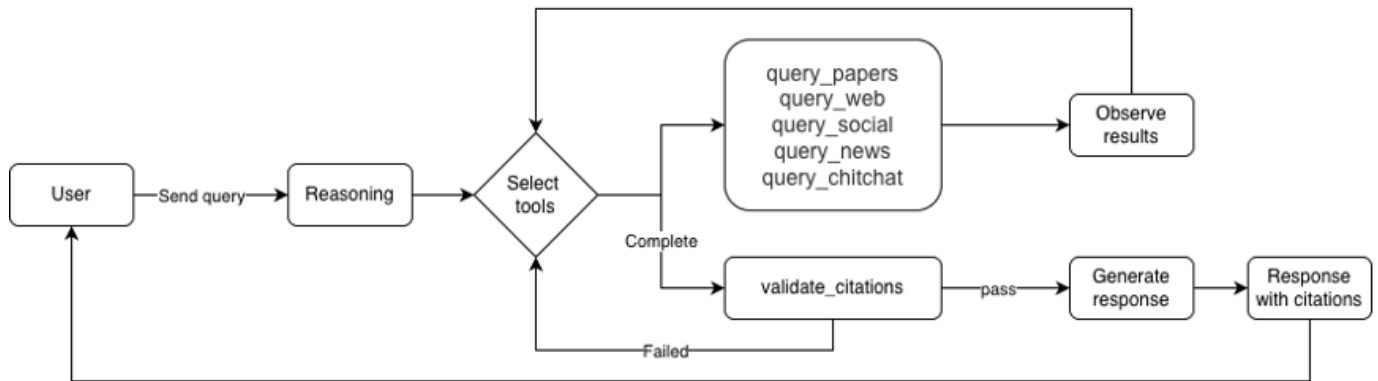 query_papers
query_web
query_social
query_news
query_chitchat
Observe
results
User
Send query
Reasoning
Select
tools
Complete
validate_citations
pass
Generate
response
Response
with citations
Failed